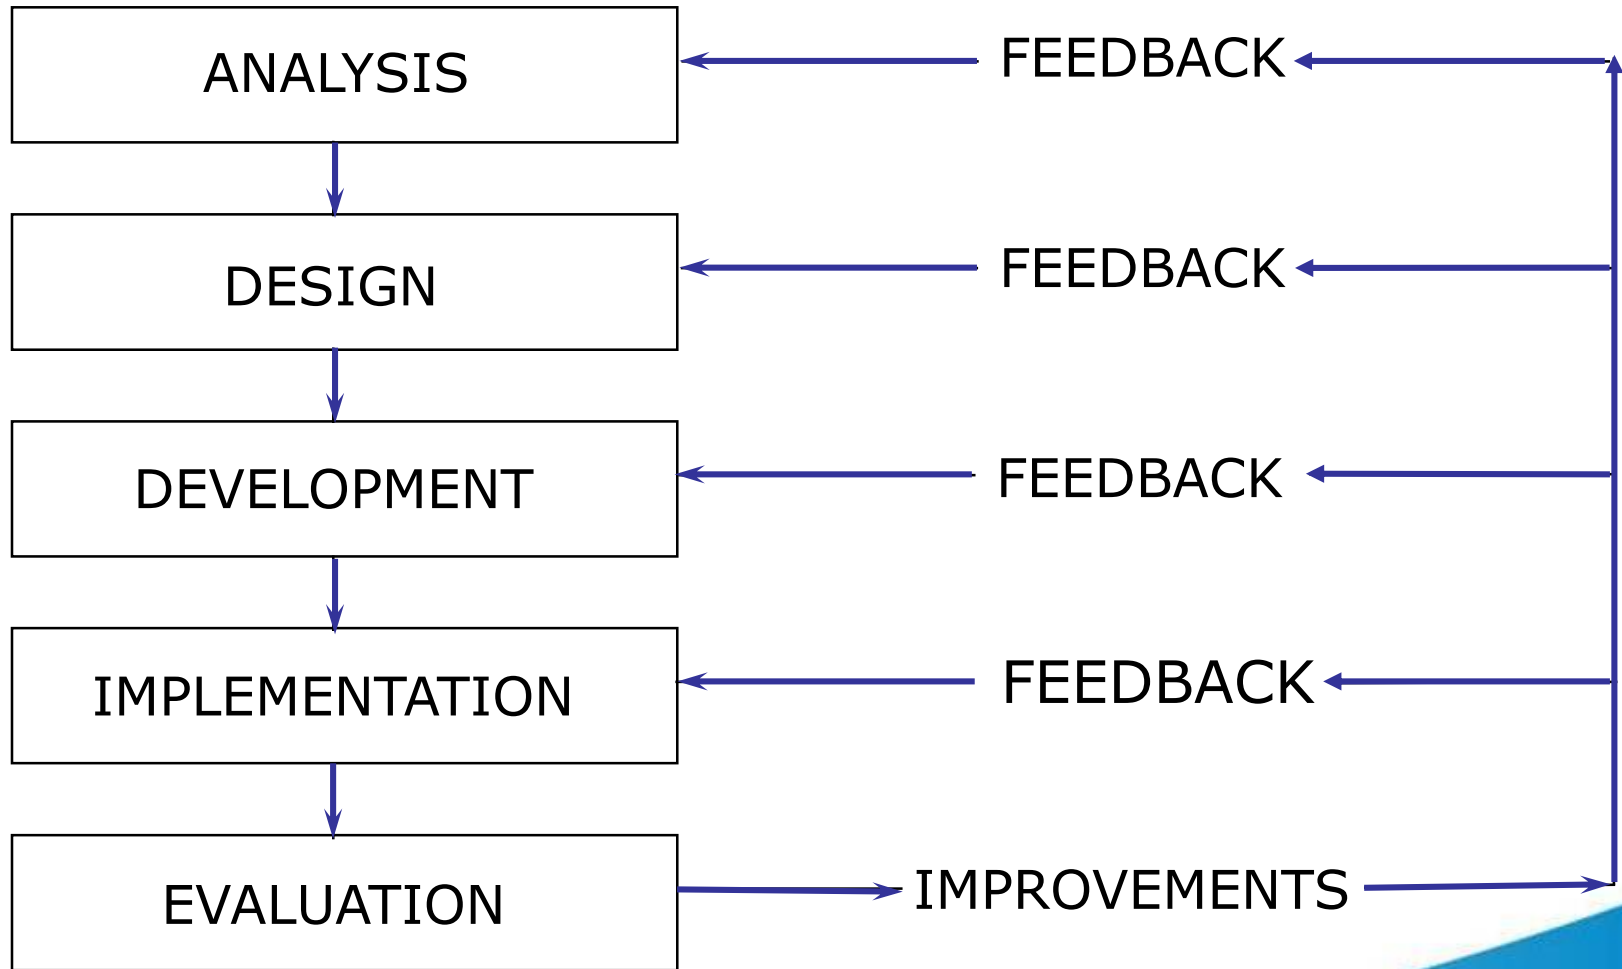 ANALYSIS
FEEDBACK
DESIGN
FEEDBACK
DEVELOPMENT
FEEDBACK
IMPLEMENTATION
FEEDBACK
EVALUATION
IMPROVEMENTS